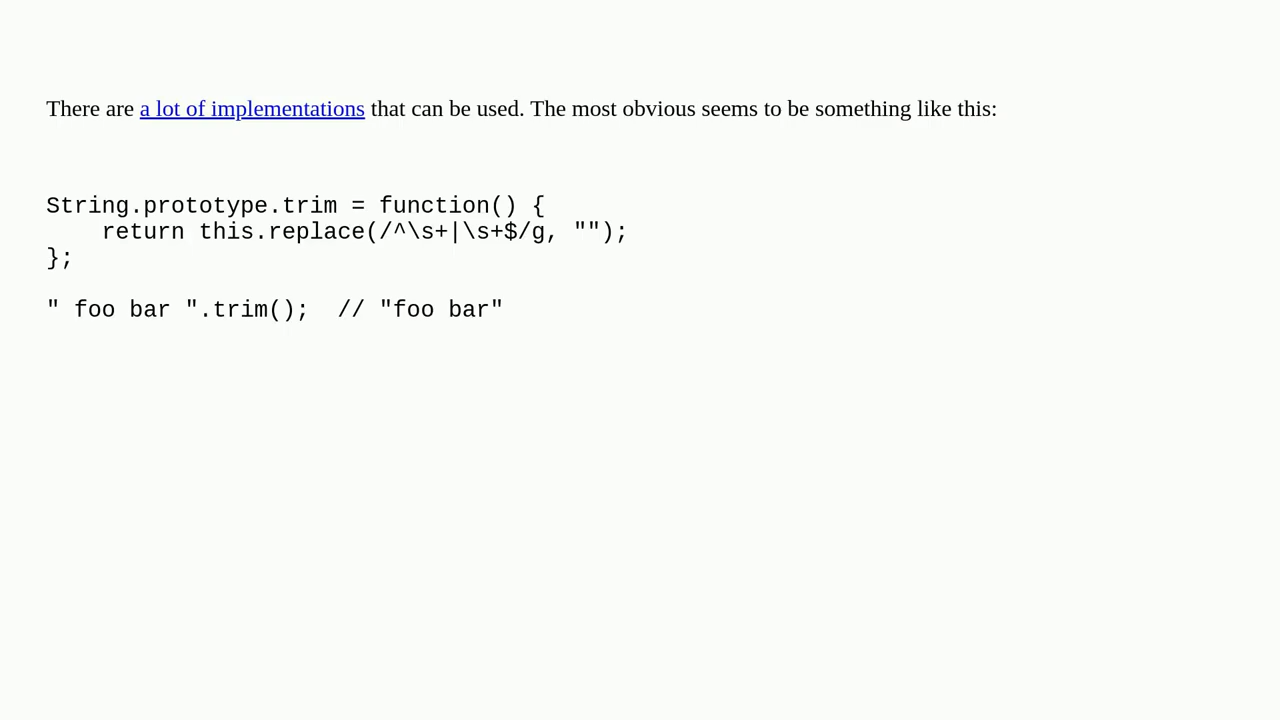 There are a lot of implementations that can be used. The most obvious seems to be something like this:
String.prototype.trim = function() {
    return this.replace(/^\s+|\s+$/g, "");
};
" foo bar ".trim();  // "foo bar"